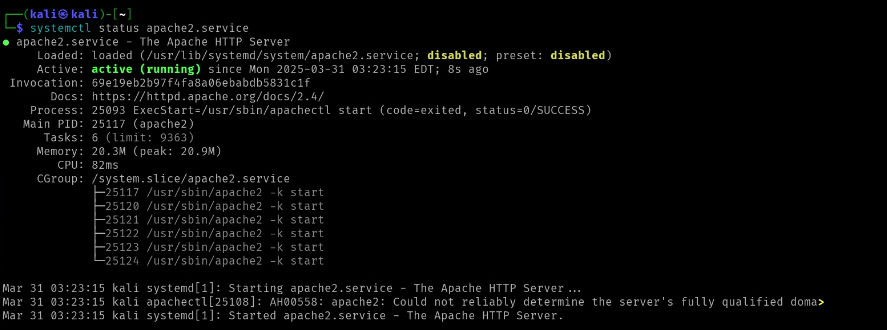 ┌──(kali㉿kali)-[~]
└─$ systemctl status apache2.service
● apache2.service - The Apache HTTP Server
     Loaded: loaded (/usr/lib/systemd/system/apache2.service; disabled; preset: disabled)
     Active: active (running) since Mon 2025-03-31 03:23:15 EDT; 8s ago
 Invocation: 69e19eb2b97f4fa8a06ebabdb5831c1f
       Docs: https://httpd.apache.org/docs/2.4/
    Process: 25093 ExecStart=/usr/sbin/apachectl start (code=exited, status=0/SUCCESS)
   Main PID: 25117 (apache2)
      Tasks: 6 (limit: 9363)
     Memory: 20.3M (peak: 20.9M)
        CPU: 82ms
     CGroup: /system.slice/apache2.service
             ├─25117 /usr/sbin/apache2 -k start
             ├─25120 /usr/sbin/apache2 -k start
             ├─25121 /usr/sbin/apache2 -k start
             ├─25122 /usr/sbin/apache2 -k start
             ├─25123 /usr/sbin/apache2 -k start
             └─25124 /usr/sbin/apache2 -k start

Mar 31 03:23:15 kali systemd[1]: Starting apache2.service - The Apache HTTP Server...
Mar 31 03:23:15 kali apachectl[25108]: AH00558: apache2: Could not reliably determine the server's fully qualified doma>
Mar 31 03:23:15 kali systemd[1]: Started apache2.service - The Apache HTTP Server.